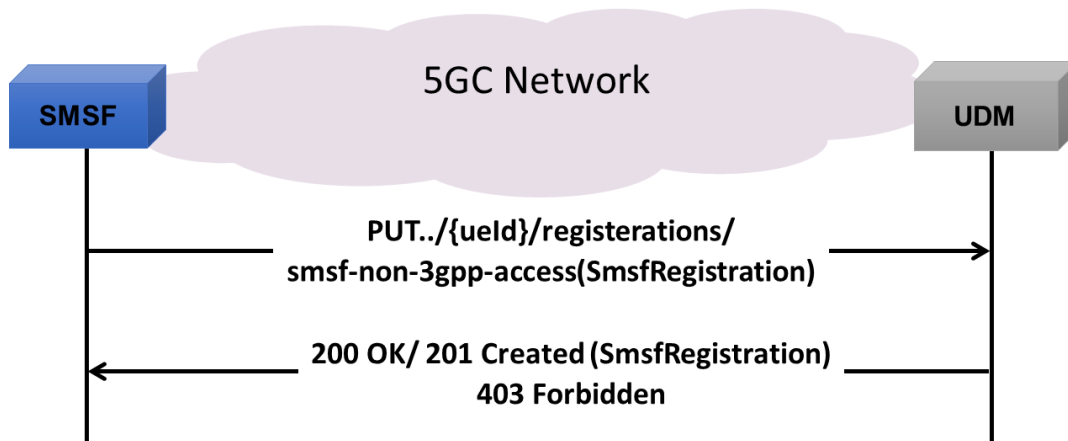 5GC Network
SMSF
UDM
PUT../{ueId}/registerations/
smsf-non-3gpp-access(SmsfRegistration)
200 OK/ 201 Created (SmsfRegistration)
403 Forbidden